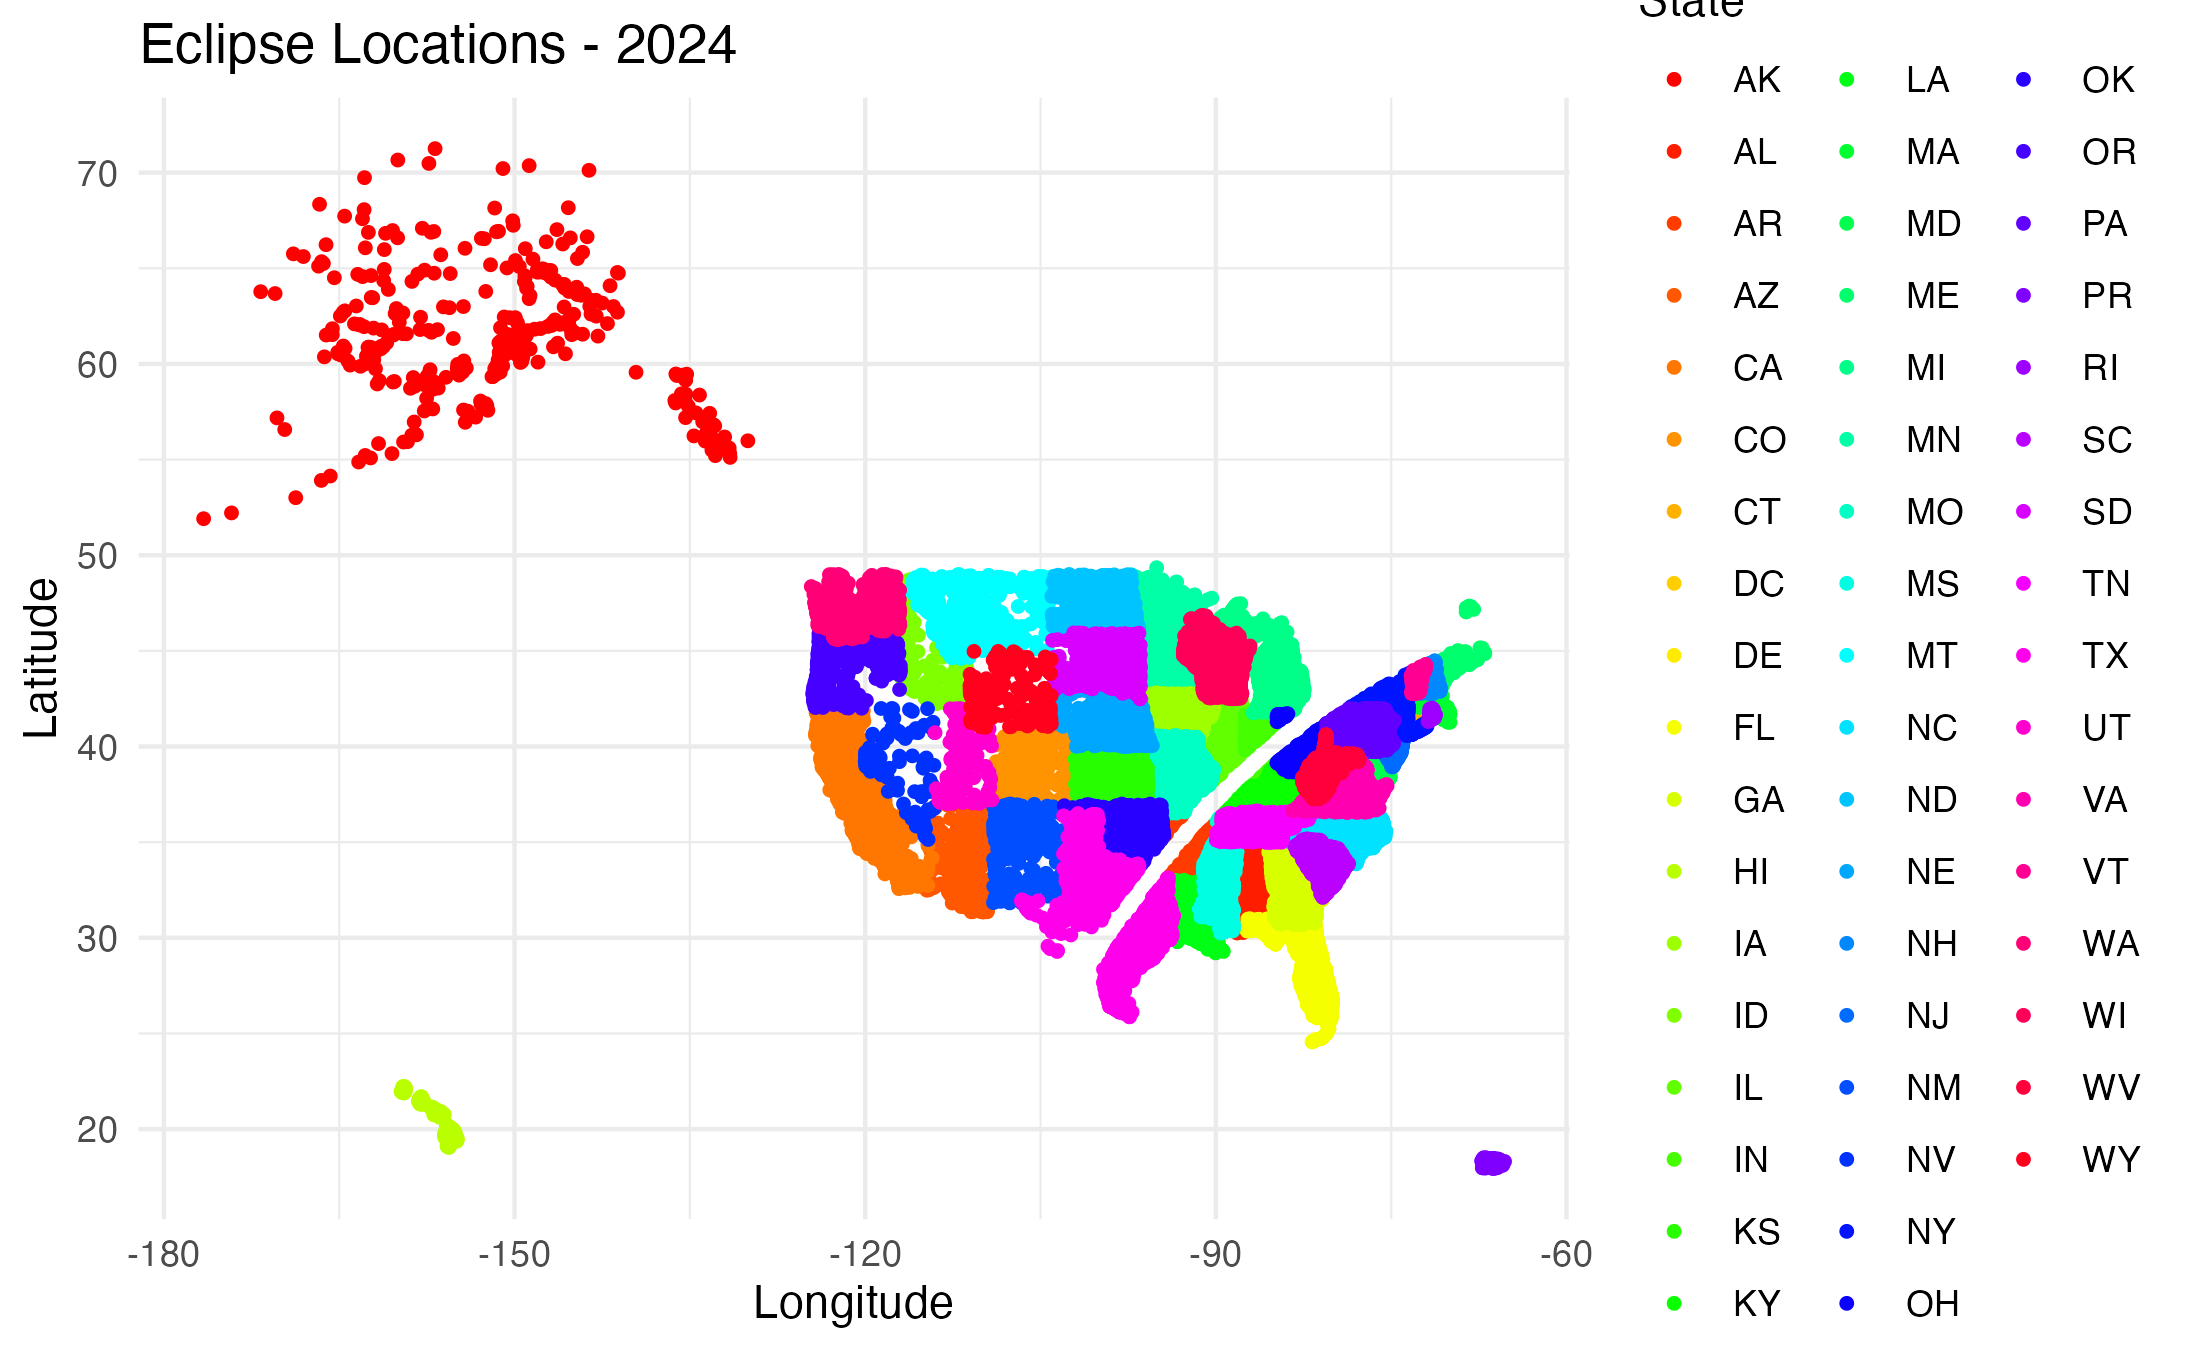 Eclipse Locations - 2024
State
AK LA OK
AL MA OR
AR MD PA
AZ ME PR
CA MI RI
CO MN SC
CT MO SD
DC MS TN
DE MT TX
FL NC UT
GA ND VA
HI NE VT
IA NH WA
ID NJ WI
IL NM WV
IN NV WY
KS NY
KY OH
70
60
50
40
30
20
Latitude
-180 -150 -120 -90 -60
Longitude